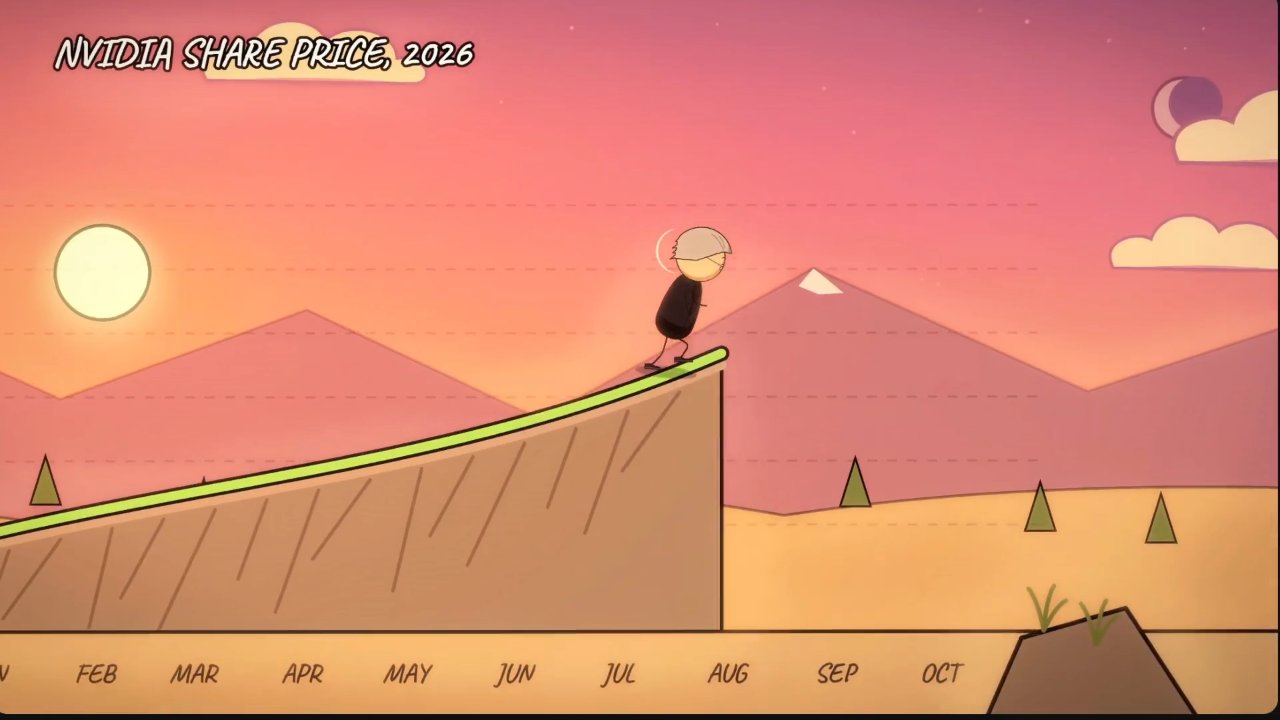 NVIDIA SHARE PRICE, 2026
N FEB MAR APR MAY JUN JUL AUG SEP OCT